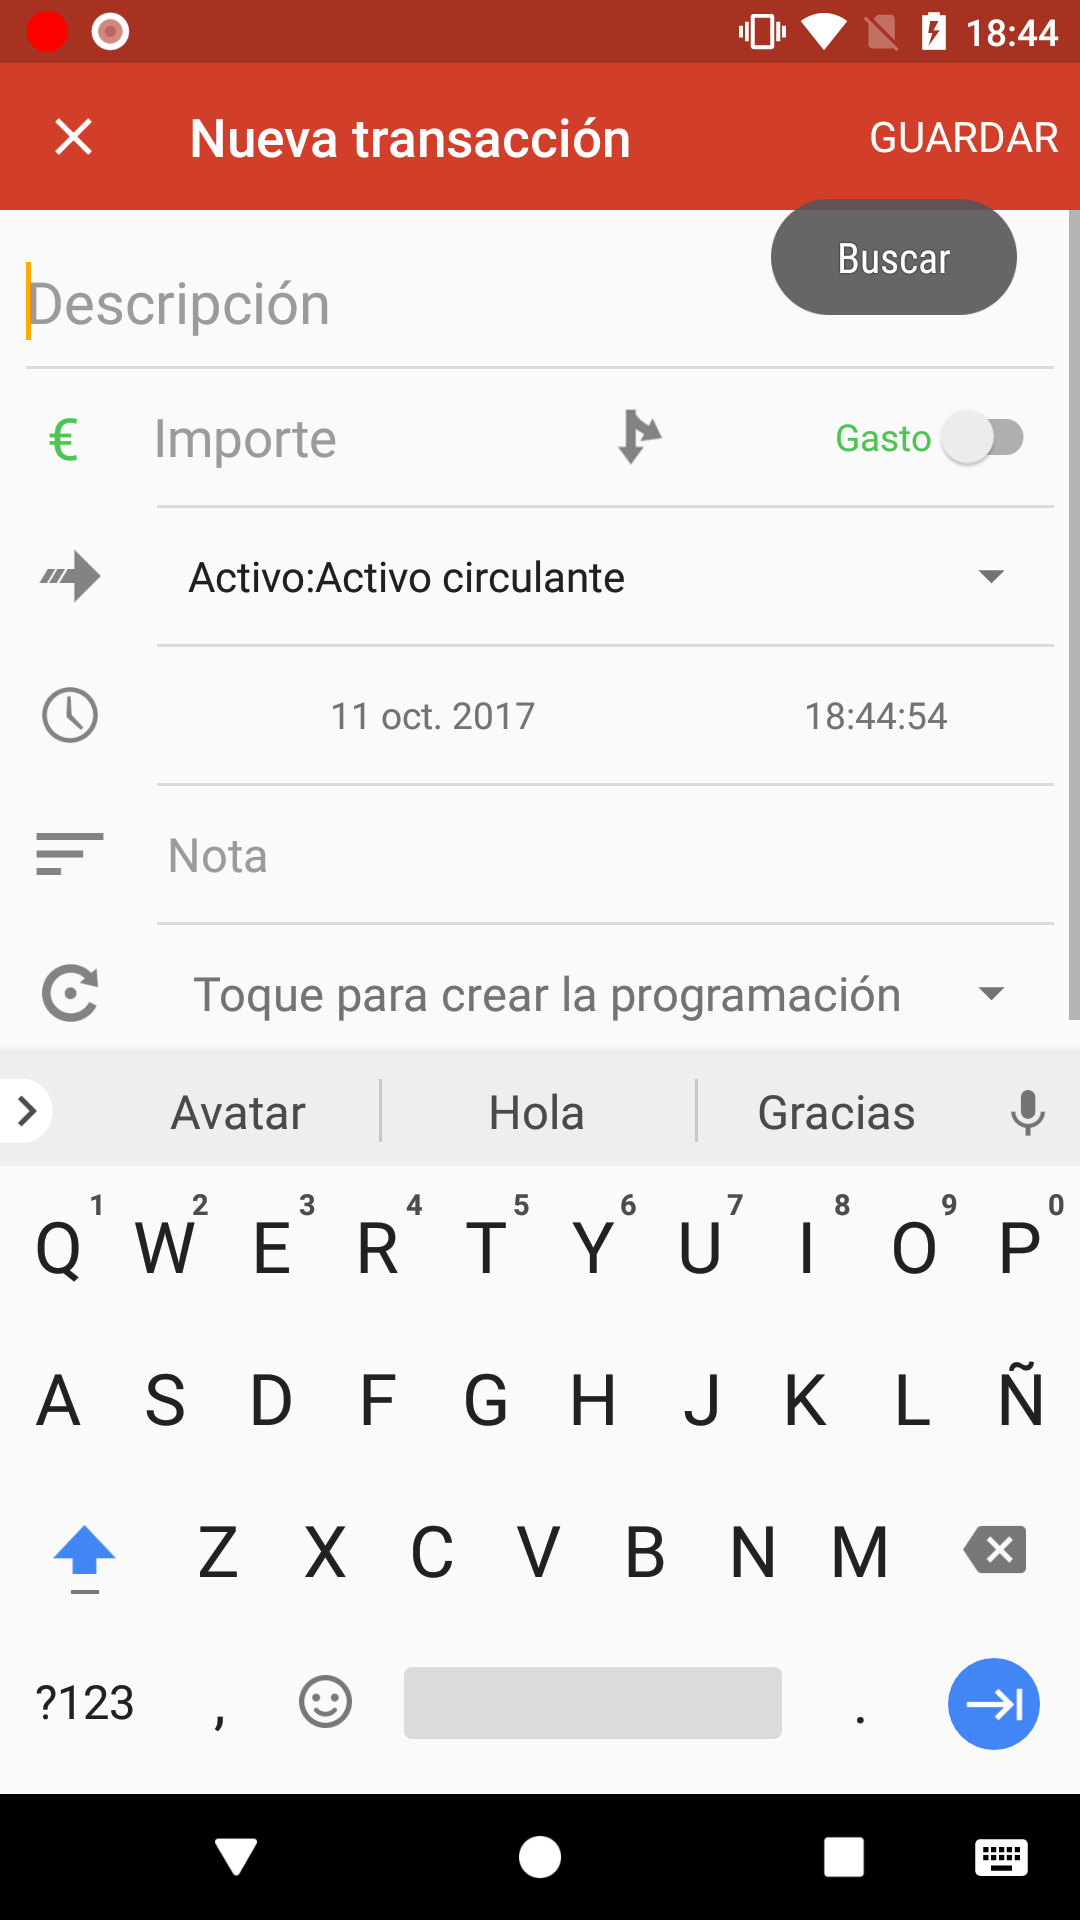 18:44
Nueva transacción
GUARDAR
Buscar
Descripción
€
Importe
Gasto
Activo:Activo circulante
11 oct. 2017
18:44:54
Nota
Toque para crear la programación
Avatar
Hola
Gracias
1 2 3 4 5 6 7 8 9 0
Q W E R T Y U I O P
A S D F G H J K L Ñ
Z X C V B N M
?123 , .